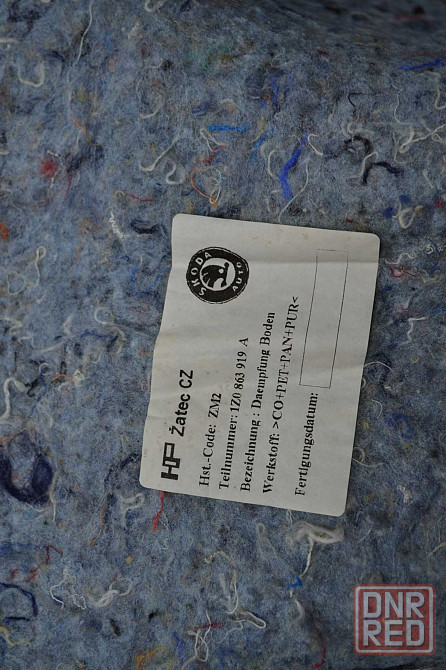 SKODA AUTO
HP Žatec CZ
Hst.-Code: ZM2
Teilnummer:1Z0 863 919 A
Bezeichnung : Daempfung Boden
Werkstoff: >CO+PET+PAN+PUR<
Fertigungsdatum:
DNR
RED